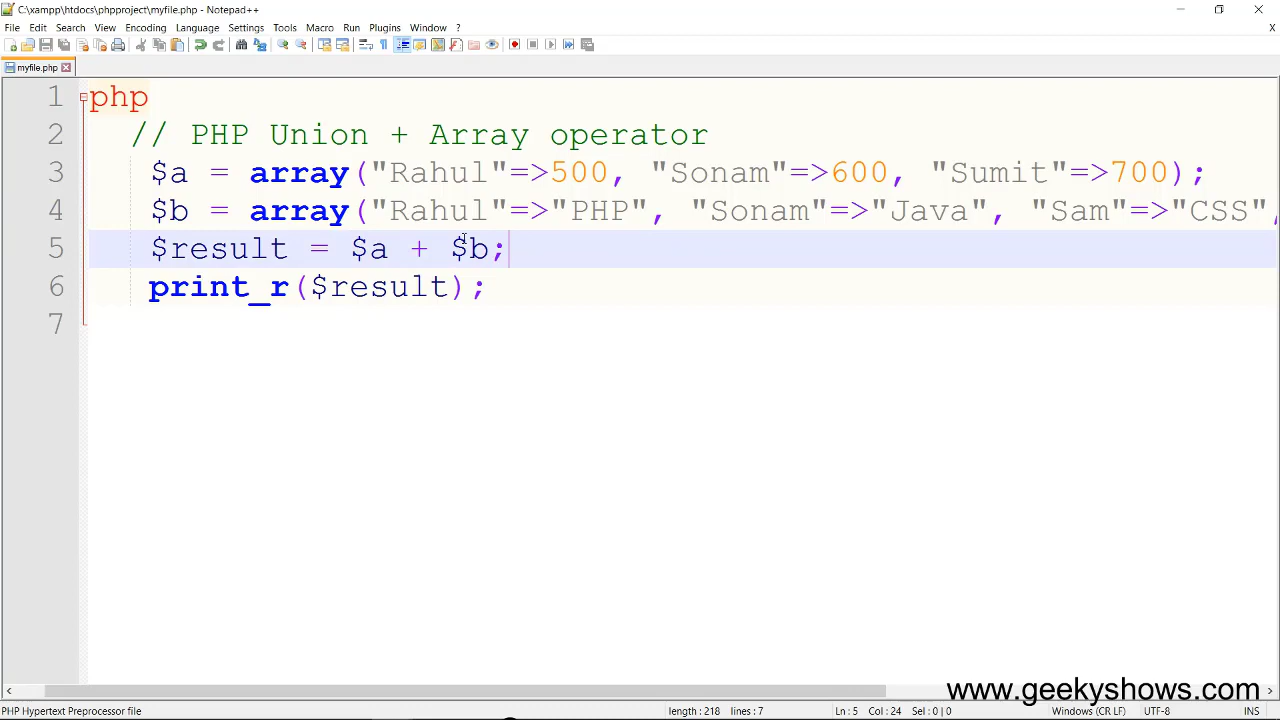 C:\xampp\htdocs\phpproject\myfile.php - Notepad++
File Edit Search View Encoding Language Settings Tools Macro Run Plugins Window ?
X
myfile.php
1 php
2 // PHP Union + Array operator
3 $a = array("Rahul"=>500, "Sonam"=>600, "Sumit"=>700);
4 $b = array("Rahul"=>"PHP", "Sonam"=>"Java", "Sam"=>"CSS",
5 $result = $a + $b;
6 print_r($result);
7
www.geekyshows.com
PHP Hypertext Preprocessor file length : 218 lines : 7 Ln : 5 Col : 24 Sel : 0 | 0 Windows (CR LF) UTF-8 INS